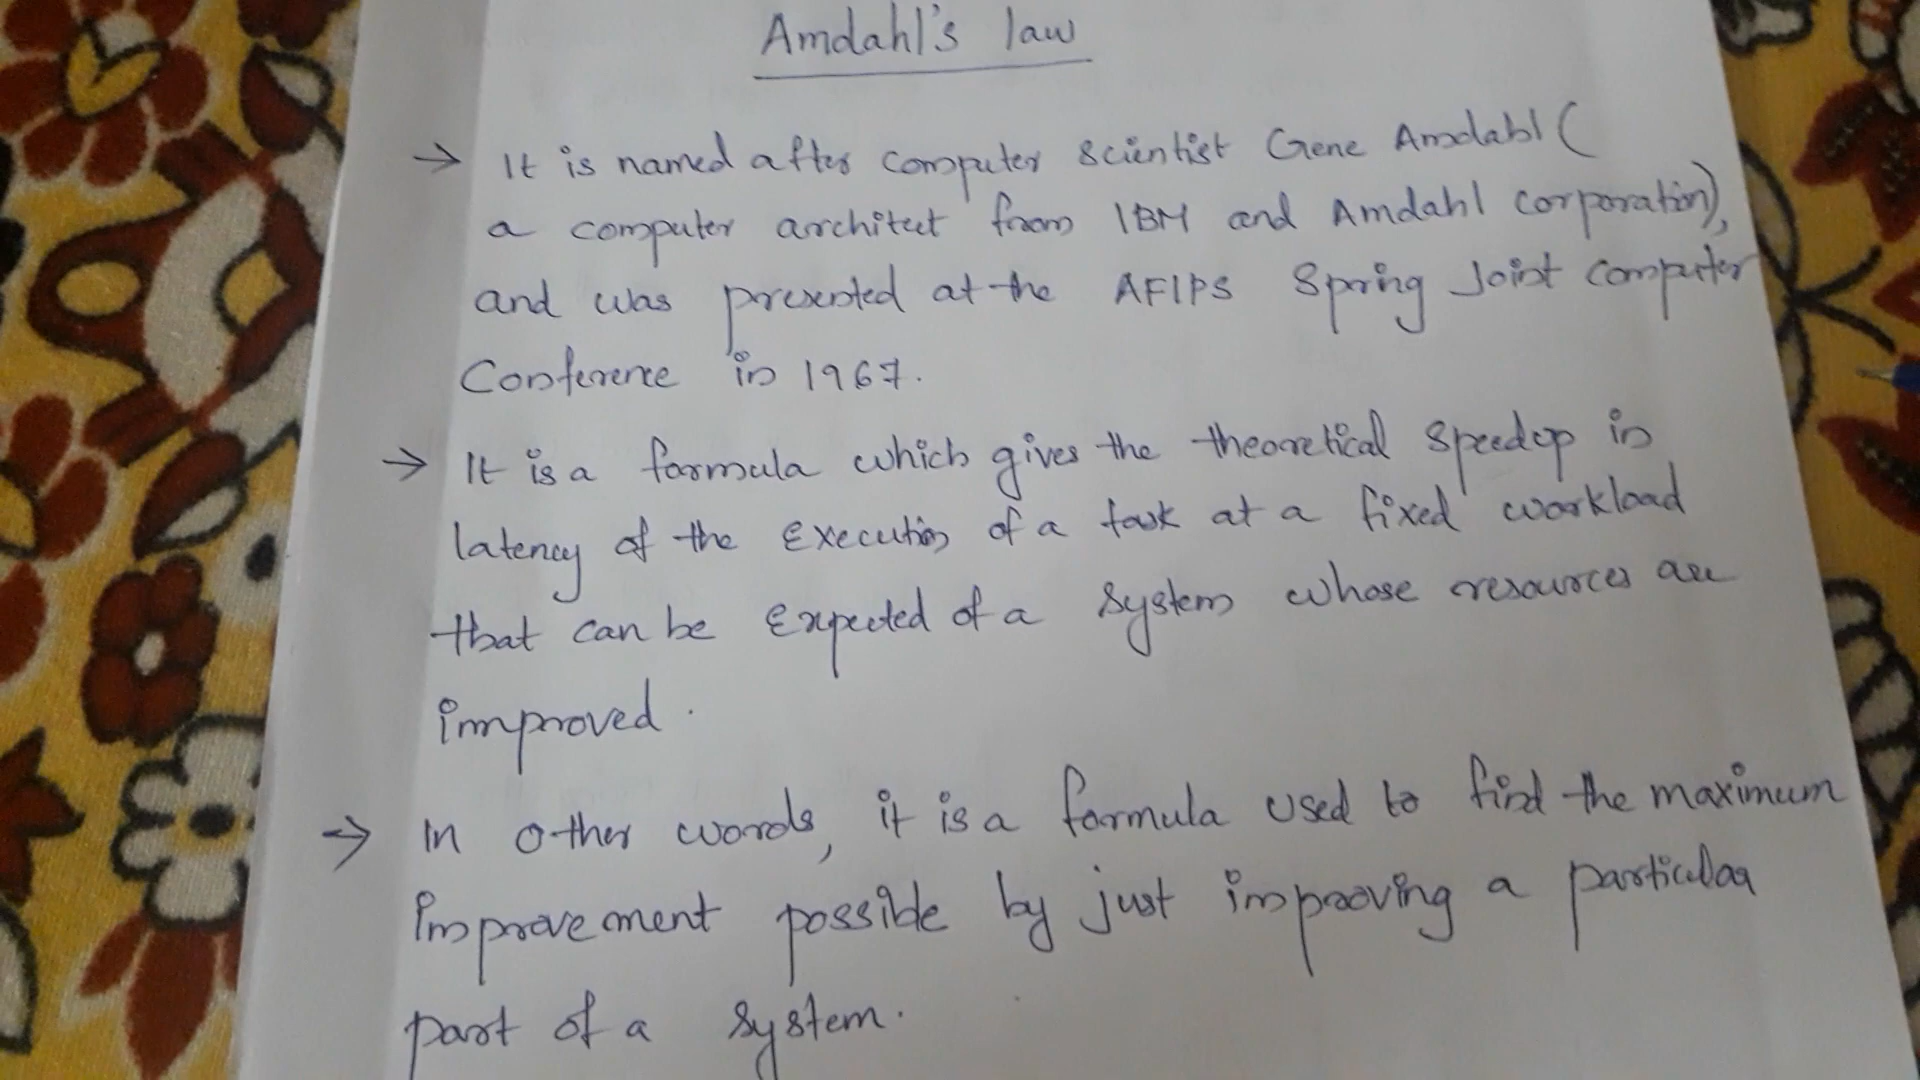 Amdahl's law
→ It is named after computer scientist Gene Amdahl (
a computer architect from IBM and Amdahl corporation),
and was presented at the AFIPS Spring Joint Computer
Conference in 1967.
→ It is a formula which gives the theoretical speedup in
latency of the Execution of a task at a fixed workload
that can be Expected of a system whose resources are
improved.
→ In other words, it is a formula used to find the maximum
improvement possible by just improving a particular
part of a system.